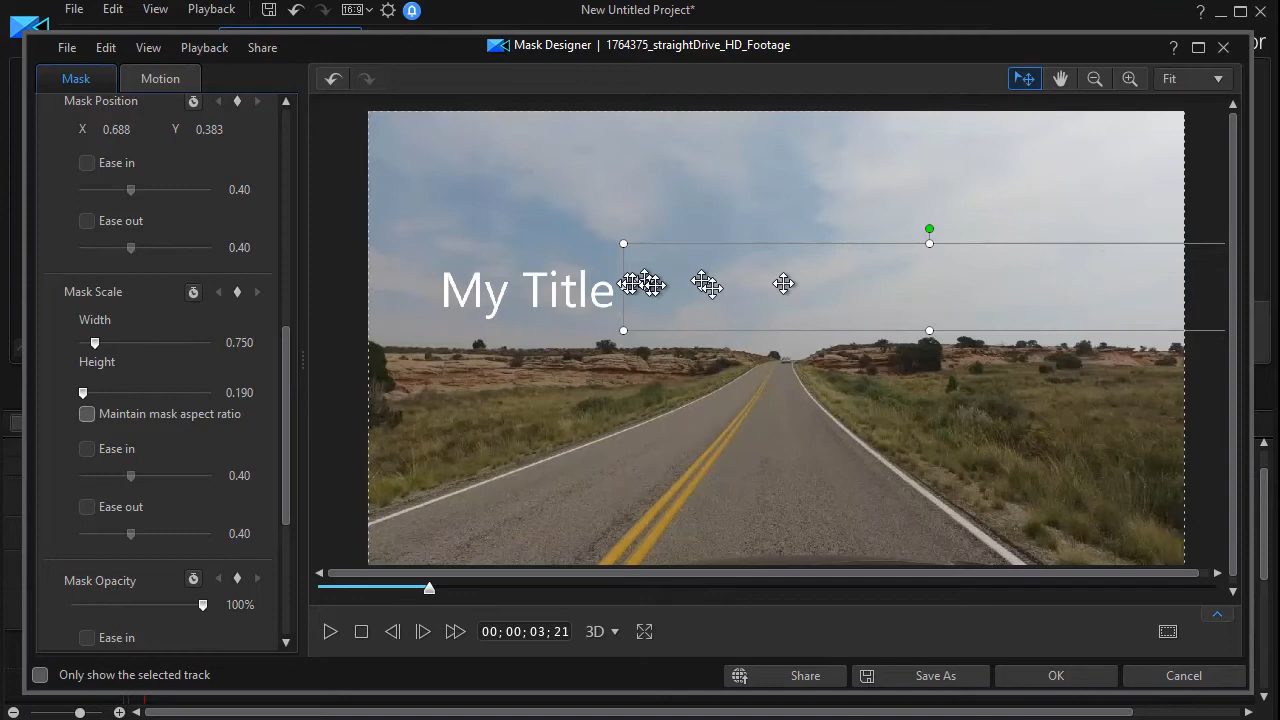 File Edit View Playback 16:9 New Untitled Project* ?
or
File Edit View Playback Share Mask Designer | 1764375_straightDrive_HD_Footage ?
Mask Motion Fit
Mask Position
X 0.688 Y 0.383
Ease in
0.40
Ease out
0.40
Mask Scale
Width
0.750
Height
0.190
Maintain mask aspect ratio
Ease in
0.40
Ease out
0.40
Mask Opacity
100%
Ease in
My Title
00; 00; 03; 21 3D
Only show the selected track Share Save As OK Cancel